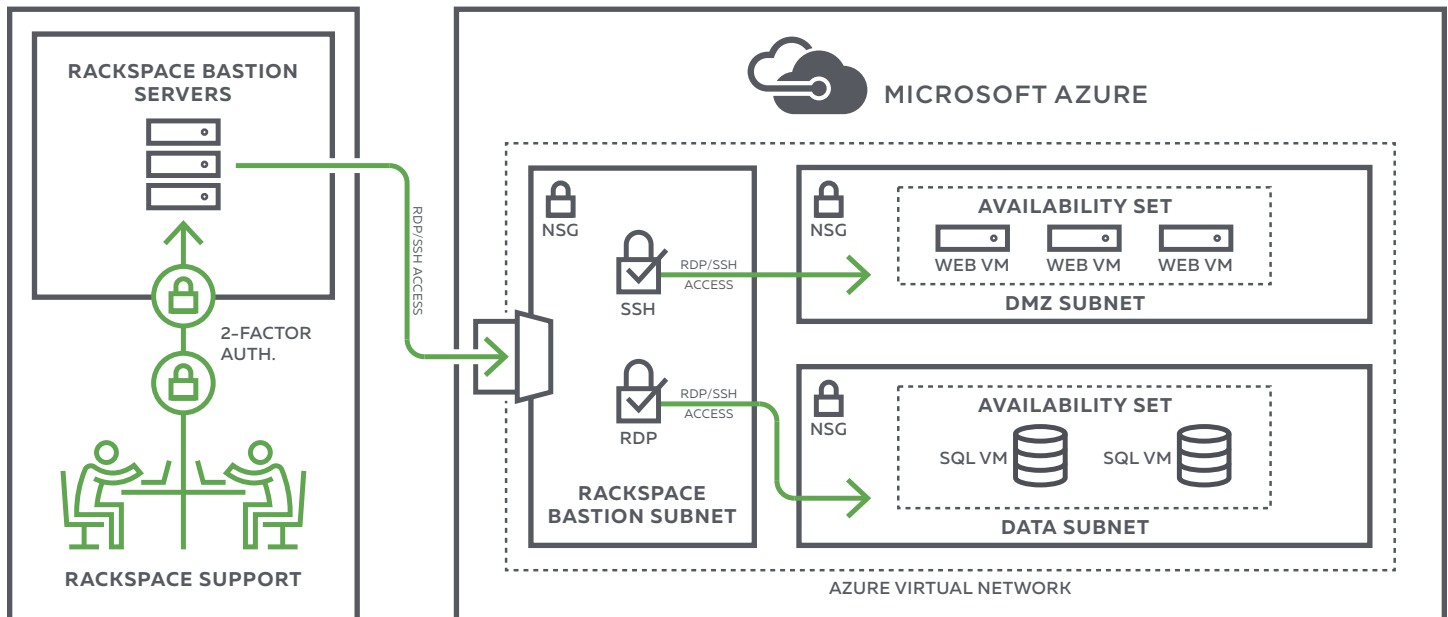 RACKSPACE BASTION
SERVERS
2-FACTOR
AUTH.
RACKSPACE SUPPORT
RDP/SSH ACCESS
MICROSOFT AZURE
NSG
SSH
RDP/SSH
ACCESS
RDP
RDP/SSH
ACCESS
RACKSPACE
BASTION SUBNET
NSG
AVAILABILITY SET
WEB VM WEB VM WEB VM
DMZ SUBNET
NSG
AVAILABILITY SET
SQL VM SQL VM
DATA SUBNET
AZURE VIRTUAL NETWORK